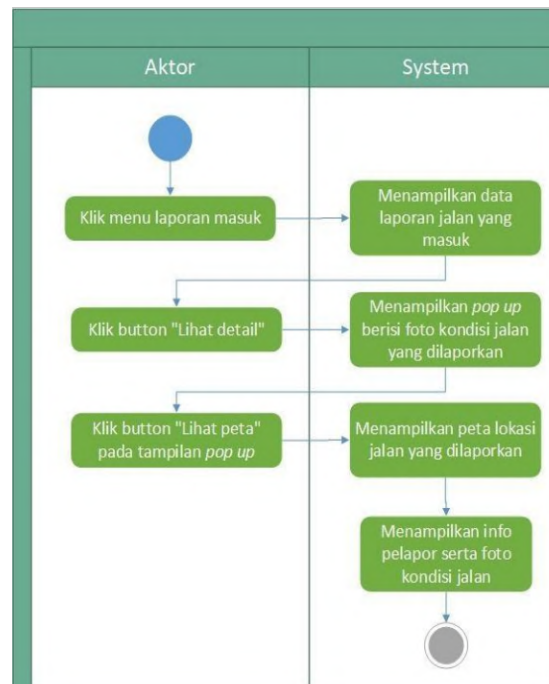 Aktor
System
Klik menu laporan masuk
Menampilkan data
laporan jalan yang
masuk
Klik button "Lihat detail"
Menampilkan pop up
berisi foto kondisi jalan
yang dilaporkan
Klik button "Lihat peta"
pada tampilan pop up
Menampilkan peta lokasi
jalan yang dilaporkan
Menampilkan info
pelapor serta foto
kondisi jalan